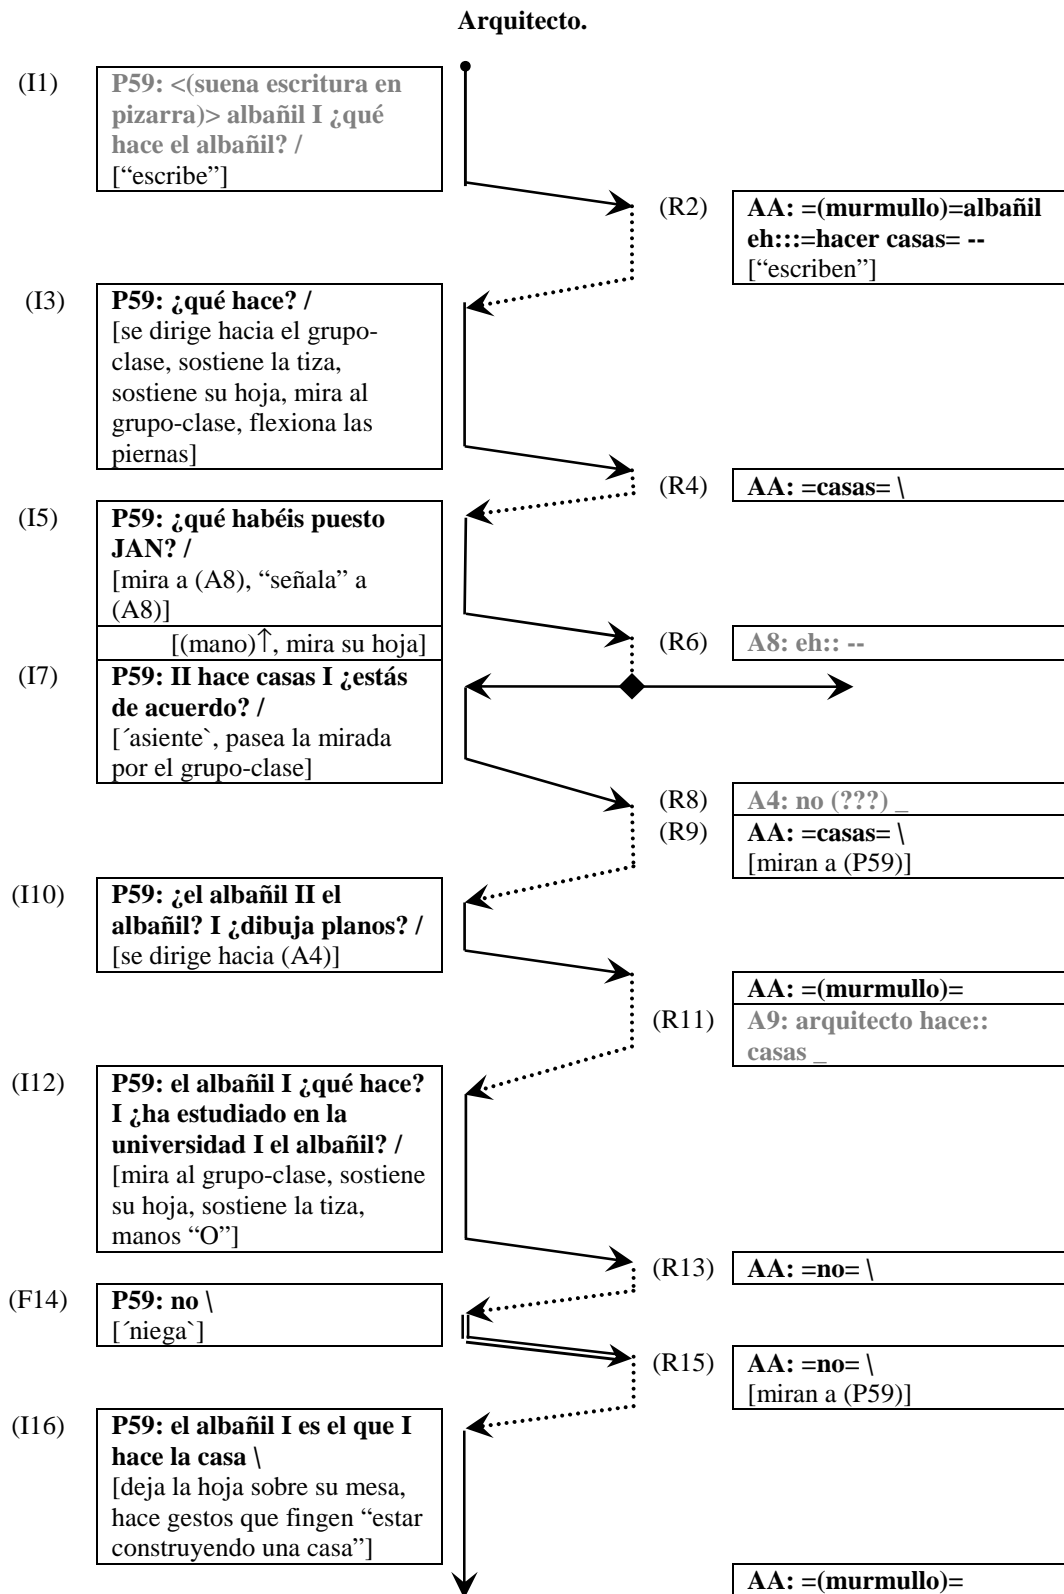 Arquitecto.
(I1)
P59: <(suena escritura en
pizarra)> albañil I ¿qué
hace el albañil? /
[“escribe”]
(R2)
AA: =(murmullo)=albañil
eh:::=hacer casas= --
[“escriben”]
(I3)
P59: ¿qué hace? /
[se dirige hacia el grupo-
clase, sostiene la tiza,
sostiene su hoja, mira al
grupo-clase, flexiona las
piernas]
(R4)
AA: =casas= \
(I5)
P59: ¿qué habéis puesto
JAN? /
[mira a (A8), “señala” a
(A8)]
[(mano)↑, mira su hoja]
(R6)
A8: eh:: --
(I7)
P59: II hace casas I ¿estás
de acuerdo? /
[´asiente`, pasea la mirada
por el grupo-clase]
(R8)
A4: no (???) _
(R9)
AA: =casas= \
[miran a (P59)]
(I10)
P59: ¿el albañil II el
albañil? I ¿dibuja planos? /
[se dirige hacia (A4)]
AA: =(murmullo)=
(R11)
A9: arquitecto hace::
casas _
(I12)
P59: el albañil I ¿qué hace?
I ¿ha estudiado en la
universidad I el albañil? /
[mira al grupo-clase, sostiene
su hoja, sostiene la tiza,
manos “O”]
(R13)
AA: =no= \
(F14)
P59: no \
[´niega`]
(R15)
AA: =no= \
[miran a (P59)]
(I16)
P59: el albañil I es el que I
hace la casa \
[deja la hoja sobre su mesa,
hace gestos que fingen “estar
construyendo una casa”]
AA: =(murmullo)=